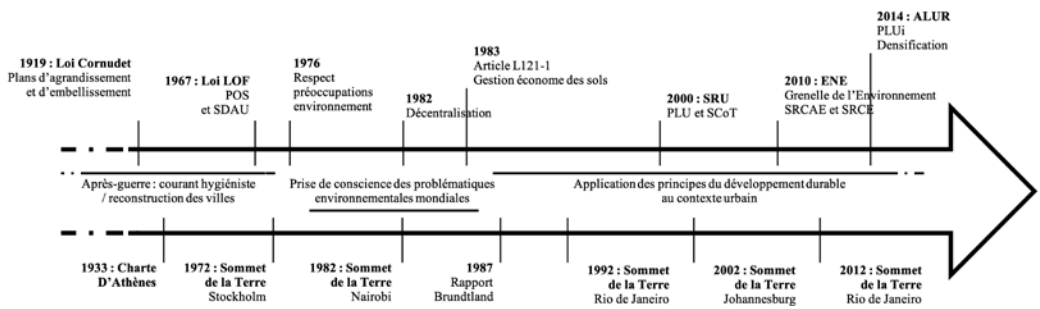 1919 : Loi Cornudet
Plans d'agrandissement
et d'embellissement
1967 : Loi LOF
POS
et SDAU
1976
Respect
préoccupations
environnement
1982
Décentralisation
1983
Article L121-1
Gestion économe des sols
2000 : SRU
PLU et SCoT
2010 : ENE
Grenelle de l'Environnement
SRCAE et SRCE
2014 : ALUR
PLUi
Densification
Après-guerre : courant hygiéniste
/ reconstruction des villes
Prise de conscience des problématiques
environnementales mondiales
Application des principes du développement durable
au contexte urbain
1933 : Charte
D'Athènes
1972 : Sommet
de la Terre
Stockholm
1982 : Sommet
de la Terre
Nairobi
1987
Rapport
Brundtland
1992 : Sommet
de la Terre
Rio de Janeiro
2002 : Sommet
de la Terre
Johannesburg
2012 : Sommet
de la Terre
Rio de Janeiro